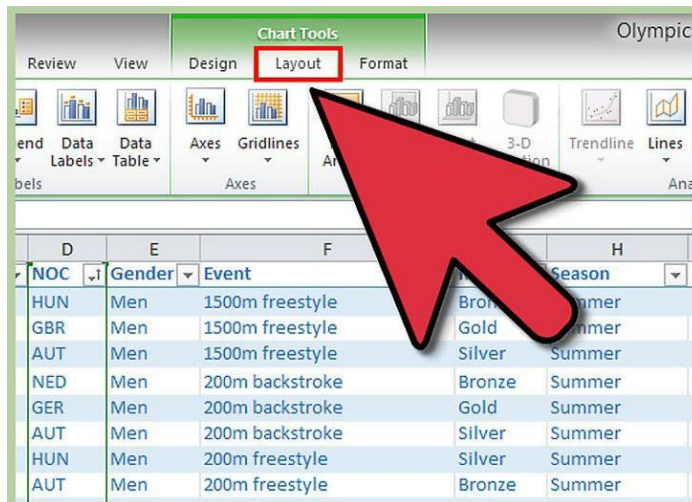 Chart Tools
Olympic
Review View Design Layout Format
end Data Labels Data Table Axes Gridlines 3-D Trendline Lines
bels Axes Ana
D E F H
NOC Gender Event Season
HUN Men 1500m freestyle Summer
GBR Men 1500m freestyle Gold Summer
AUT Men 1500m freestyle Silver Summer
NED Men 200m backstroke Bronze Summer
GER Men 200m backstroke Gold Summer
AUT Men 200m backstroke Silver Summer
HUN Men 200m freestyle Silver Summer
AUT Men 200m freestyle Bronze Summer